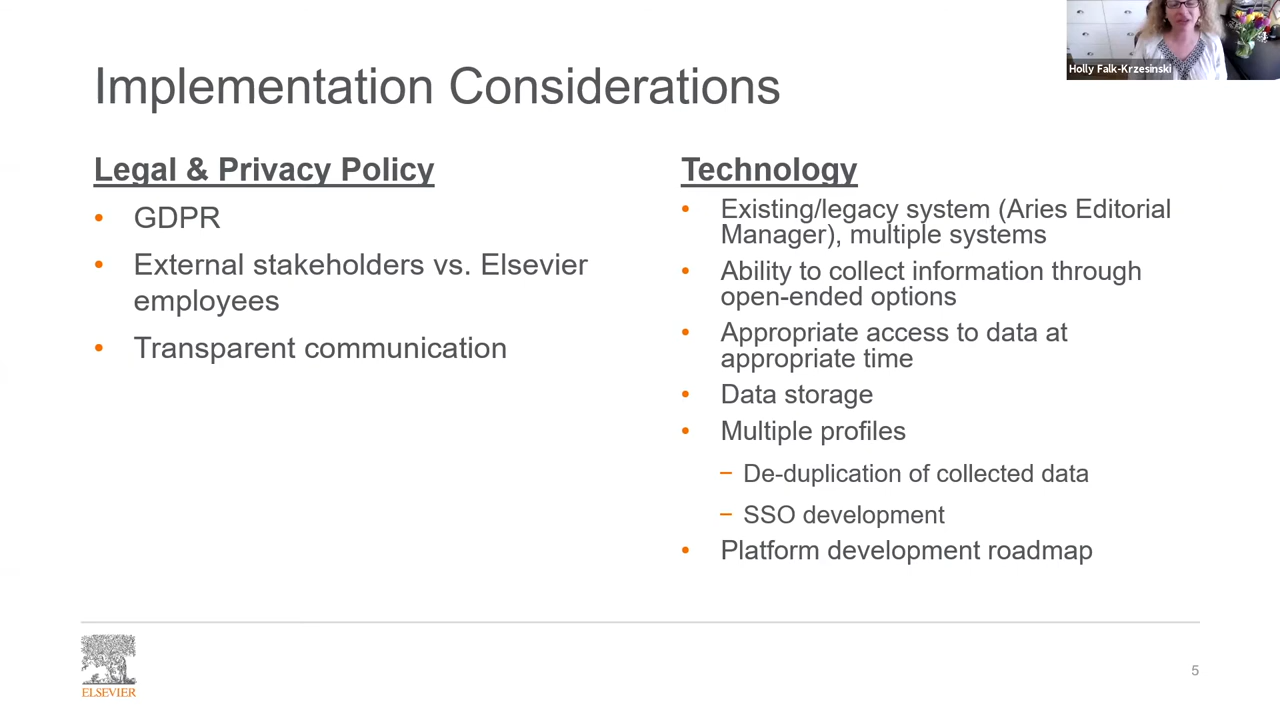 Holly Falk-Krzesinski
Implementation Considerations
Legal & Privacy Policy
• GDPR
• External stakeholders vs. Elsevier
employees
• Transparent communication
Technology
• Existing/legacy system (Aries Editorial
Manager), multiple systems
• Ability to collect information through
open-ended options
• Appropriate access to data at
appropriate time
• Data storage
• Multiple profiles
− De-duplication of collected data
− SSO development
• Platform development roadmap
ELSEVIER
5